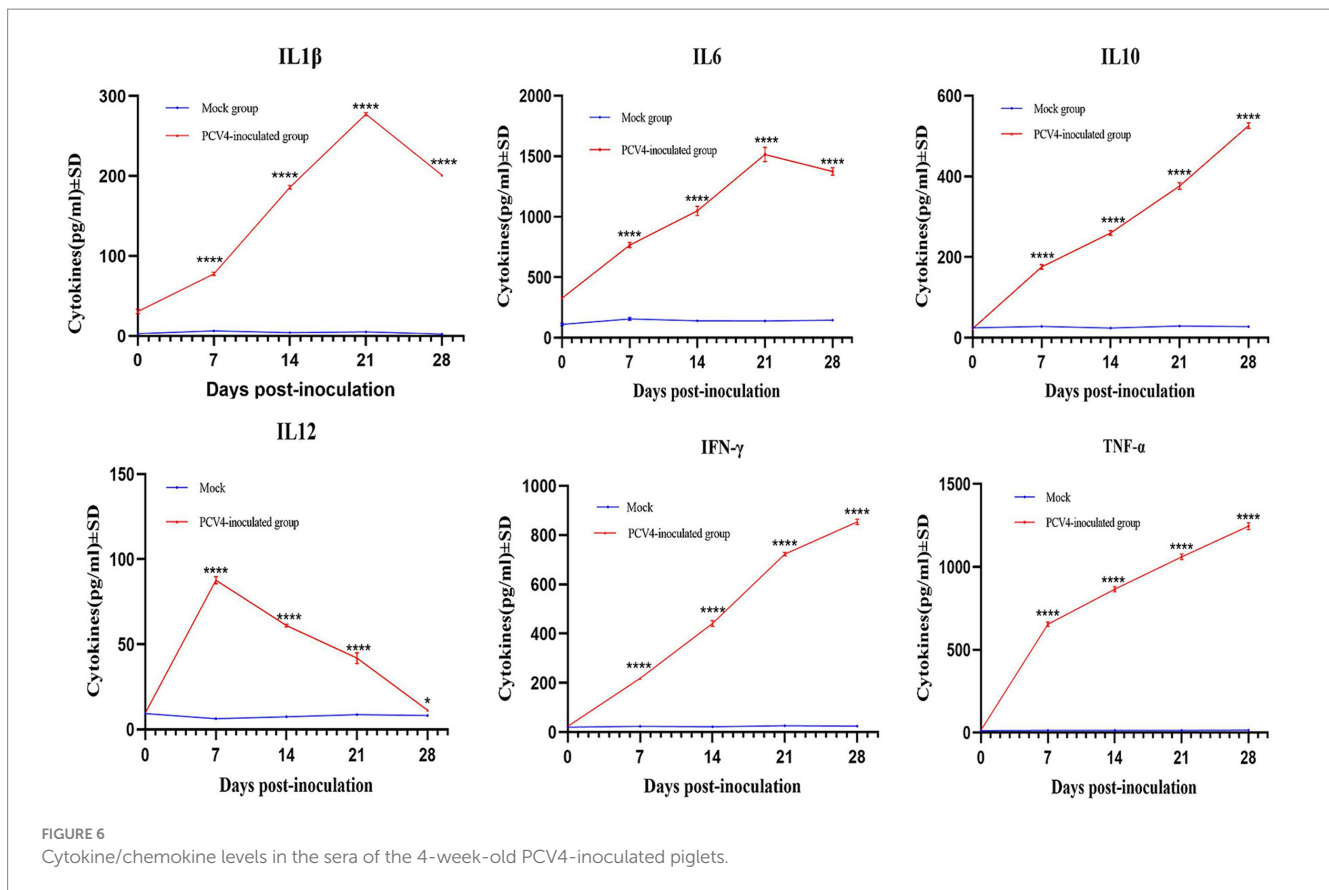 IL1β
300
200
100
0
Cytokines(pg/ml)±SD
Mock group
PCV4-inoculated group
****
****
****
****
0 7 14 21 28
Days post-inoculation
IL6
2000
1500
1000
500
0
Cytokines(pg/ml)±SD
Mock group
PCV4-inoculated group
****
****
****
****
0 7 14 21 28
Days post-inoculation
IL10
600
400
200
0
Cytokines(pg/ml)±SD
Mock group
PCV4-inoculated group
****
****
****
****
0 7 14 21 28
Days post-inoculation
IL12
150
100
50
0
Cytokines(pg/ml)±SD
Mock
PCV4-inoculated group
****
****
****
*
0 7 14 21 28
Days post-inoculation
IFN-γ
1000
800
600
400
200
0
Cytokines(pg/ml)±SD
Mock
PCV4-inoculated group
****
****
****
****
0 7 14 21 28
Days post-inoculation
TNF-α
1500
1000
500
0
Cytokines(pg/ml)±SD
Mock
PCV4-inoculated group
****
****
****
****
0 7 14 21 28
Days post-inoculation
FIGURE 6
Cytokine/chemokine levels in the sera of the 4-week-old PCV4-inoculated piglets.